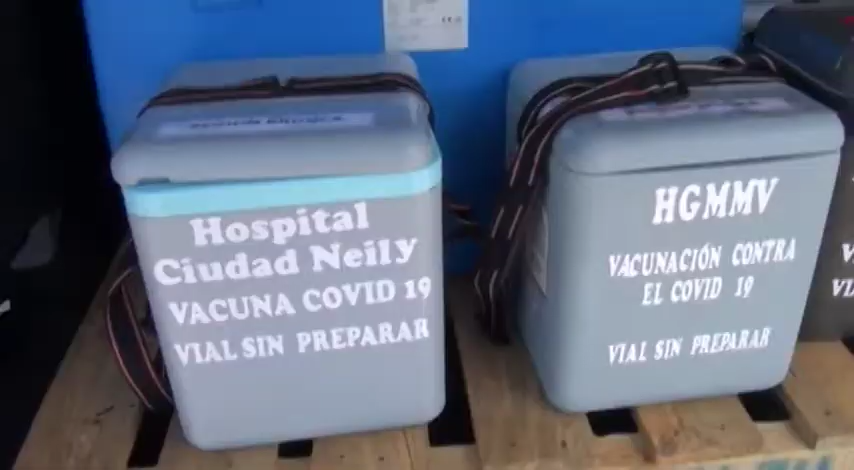 Hospital
Ciudad Neily
VACUNA COVID 19
VIAL SIN PREPARAR
HGMMV
VACUNACIÓN CONTRA
EL COVID 19
VIAL SIN PREPARAR